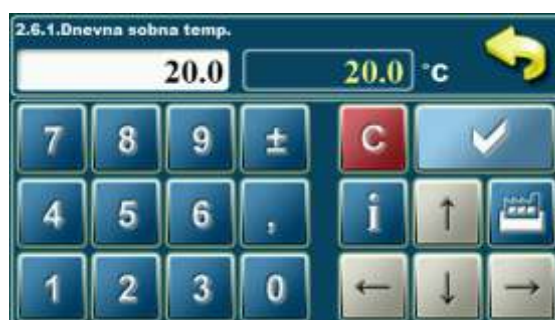 2.6.1.Dnevna sobna temp.
20.0 20.0 °C
7 8 9 ± C
4 5 6 , i ↑
1 2 3 0 ← ↓ →